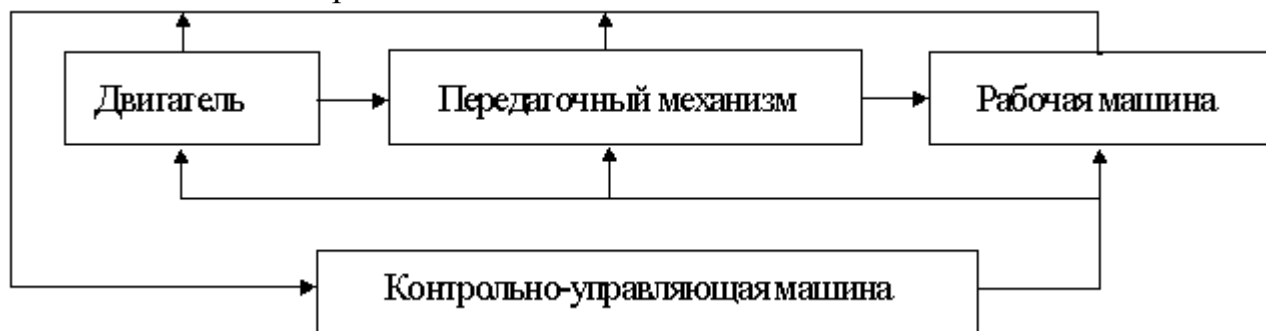 Двигатель
Передаточный механизм
Рабочая машина
Контрольно-управляющая машина